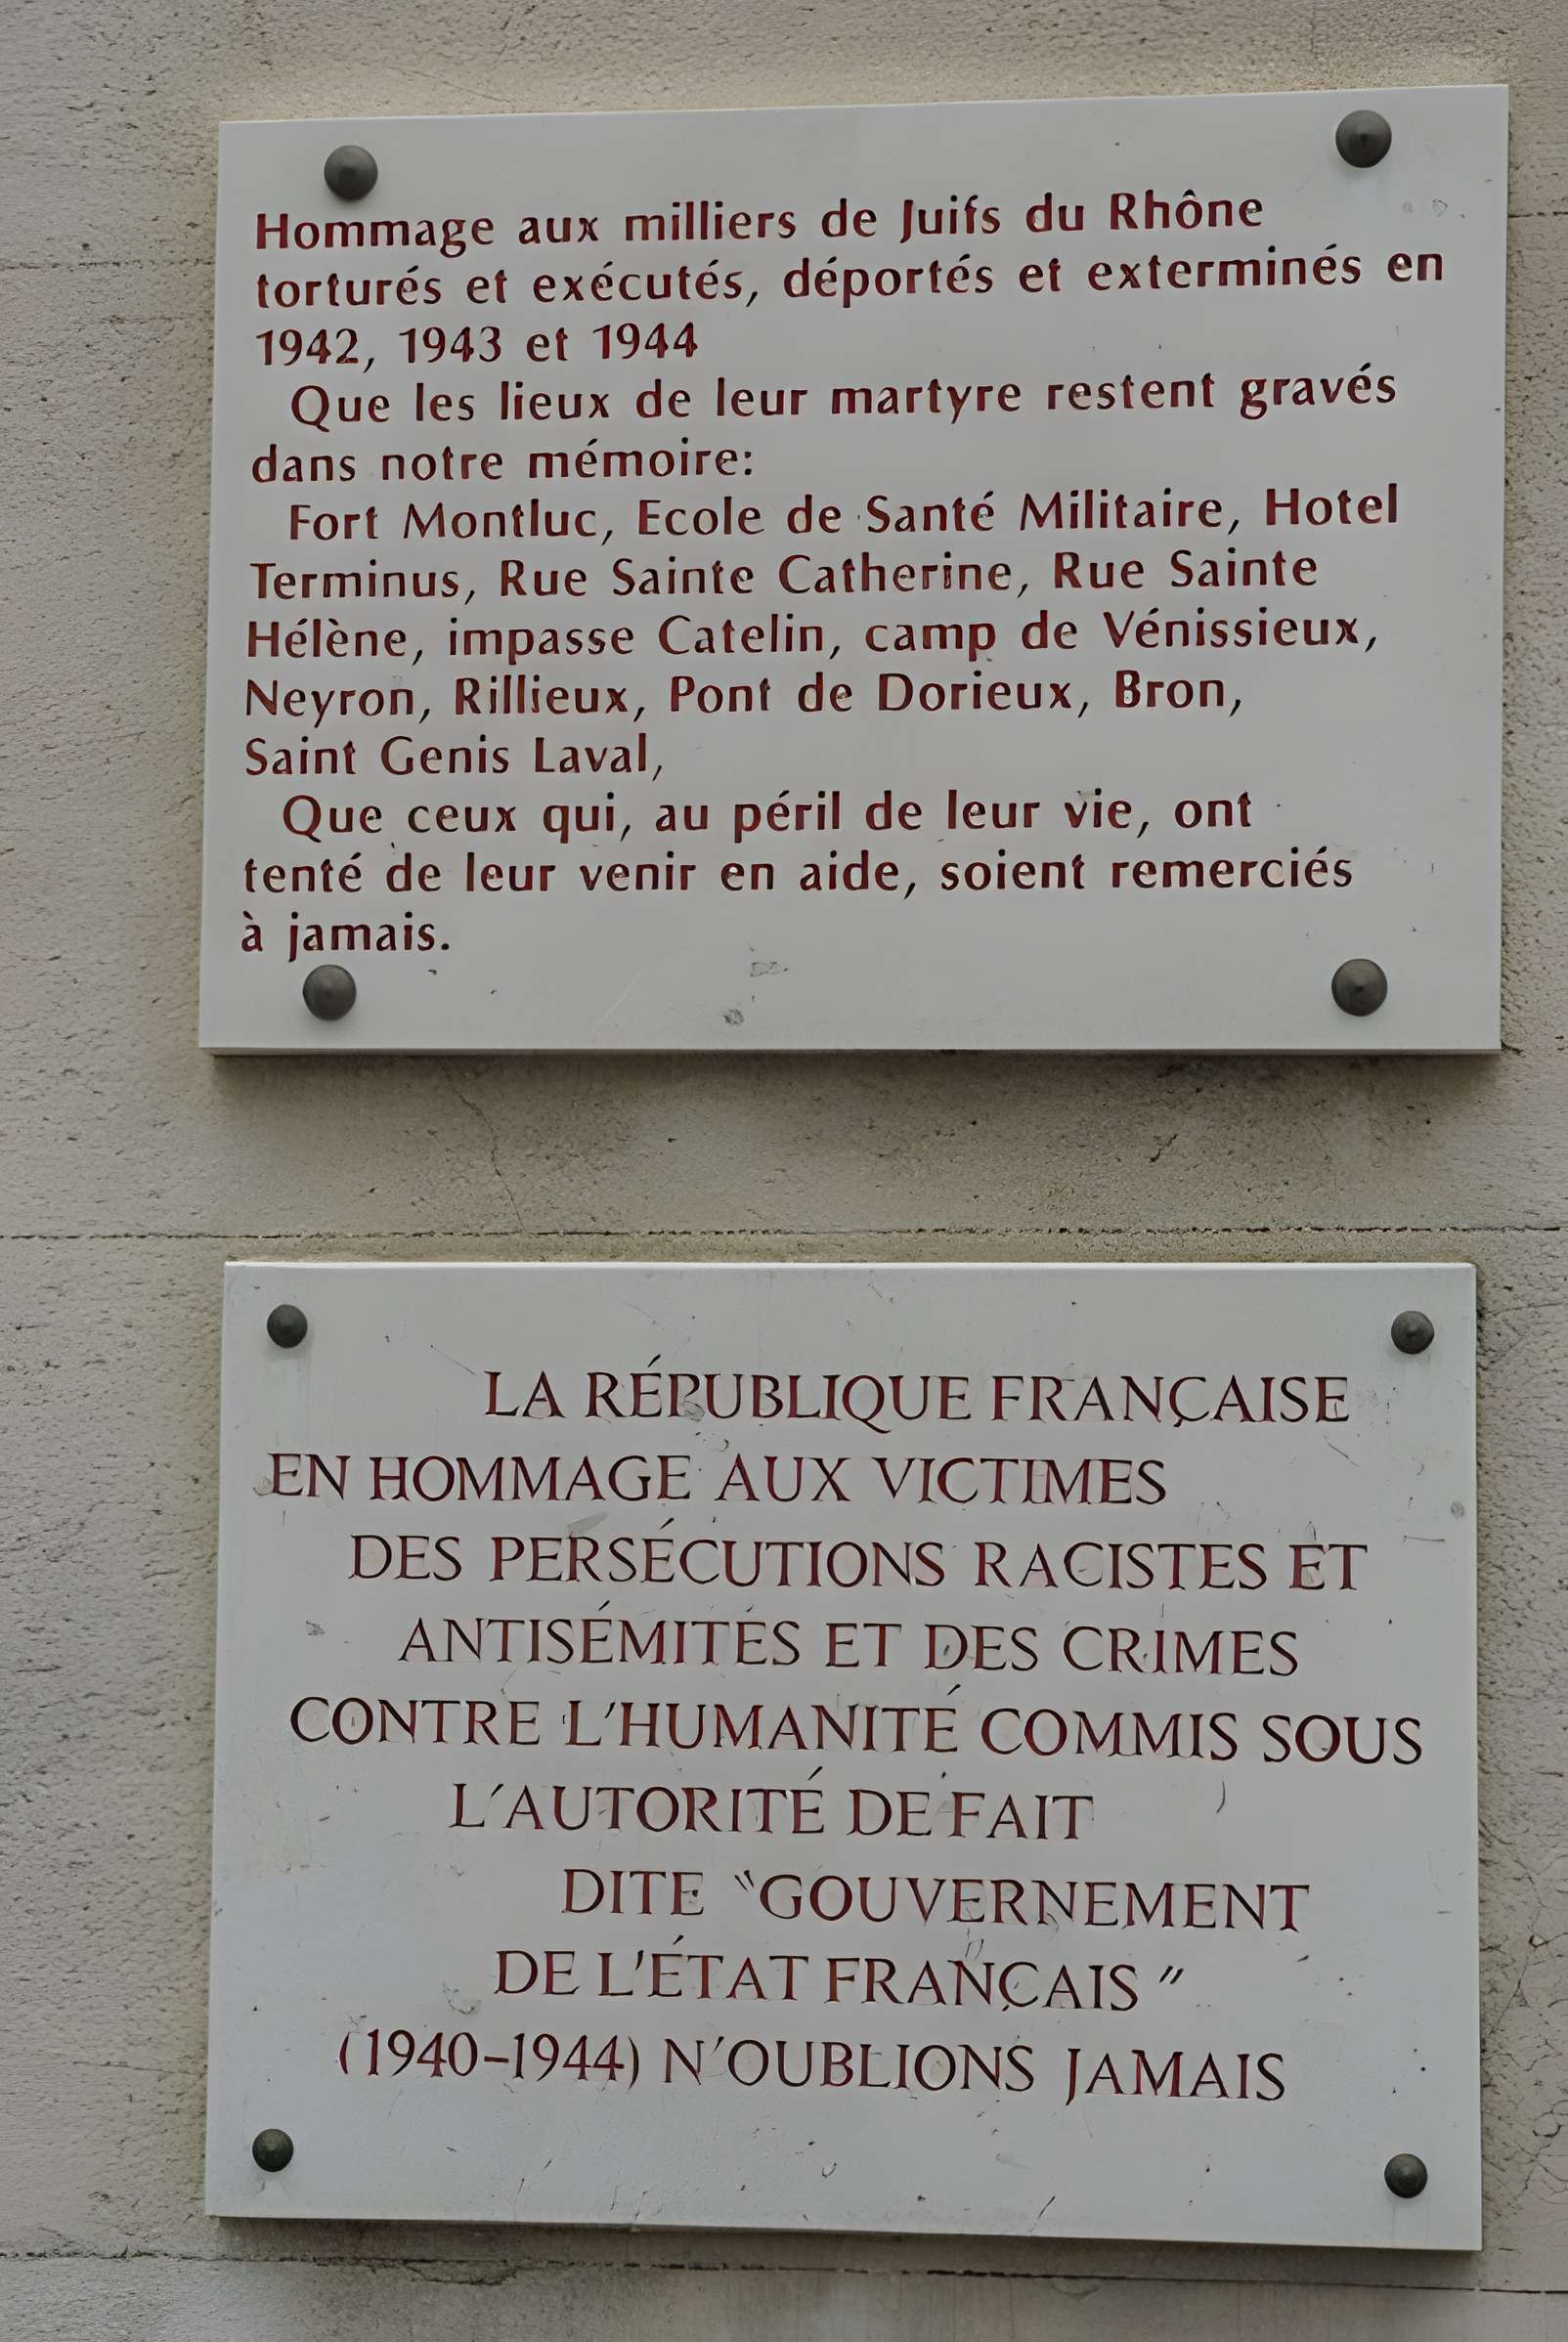 Hommage aux milliers de Juifs du Rhône
torturés et exécutés, déportés et exterminés en
1942, 1943 et 1944
Que les lieux de leur martyre restent gravés
dans notre mémoire:
Fort Montluc, Ecole de Santé Militaire, Hotel
Terminus, Rue Sainte Catherine, Rue Sainte
Hélène, impasse Catelin, camp de Vénissieux,
Neyron, Rillieux, Pont de Dorieux, Bron,
Saint Genis Laval,
Que ceux qui, au péril de leur vie, ont
tenté de leur venir en aide, soient remerciés
à jamais.
LA RÉPUBLIQUE FRANÇAISE
EN HOMMAGE AUX VICTIMES
DES PERSÉCUTIONS RACISTES ET
ANTISÉMITES ET DES CRIMES
CONTRE L'HUMANITÉ COMMIS SOUS
L'AUTORITÉ DE FAIT
DITE "GOUVERNEMENT
DE L'ÉTAT FRANÇAIS"
(1940-1944) N'OUBLIONS JAMAIS